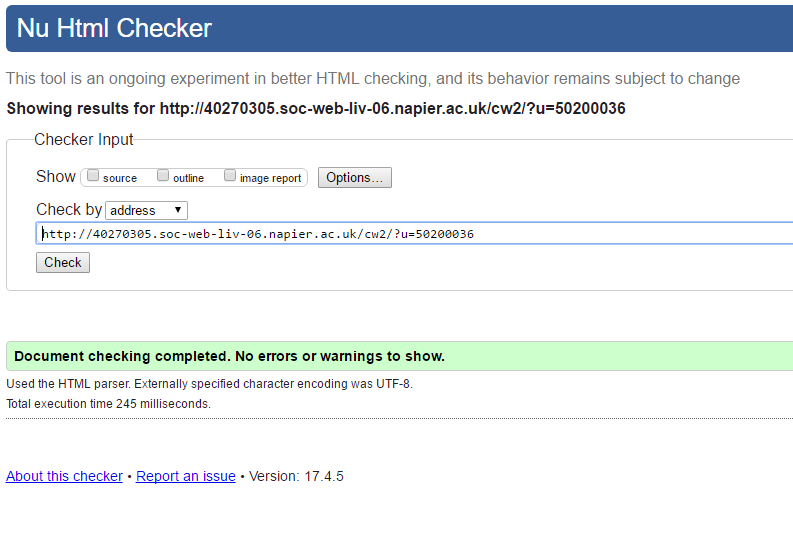 Nu Html Checker
This tool is an ongoing experiment in better HTML checking, and its behavior remains subject to change
Showing results for http://40270305.soc-web-liv-06.napier.ac.uk/cw2/?u=50200036
Checker Input
Show source outline image report Options...
Check by address
http://40270305.soc-web-liv-06.napier.ac.uk/cw2/?u=50200036
Check
Document checking completed. No errors or warnings to show.
Used the HTML parser. Externally specified character encoding was UTF-8.
Total execution time 245 milliseconds.
About this checker • Report an issue • Version: 17.4.5